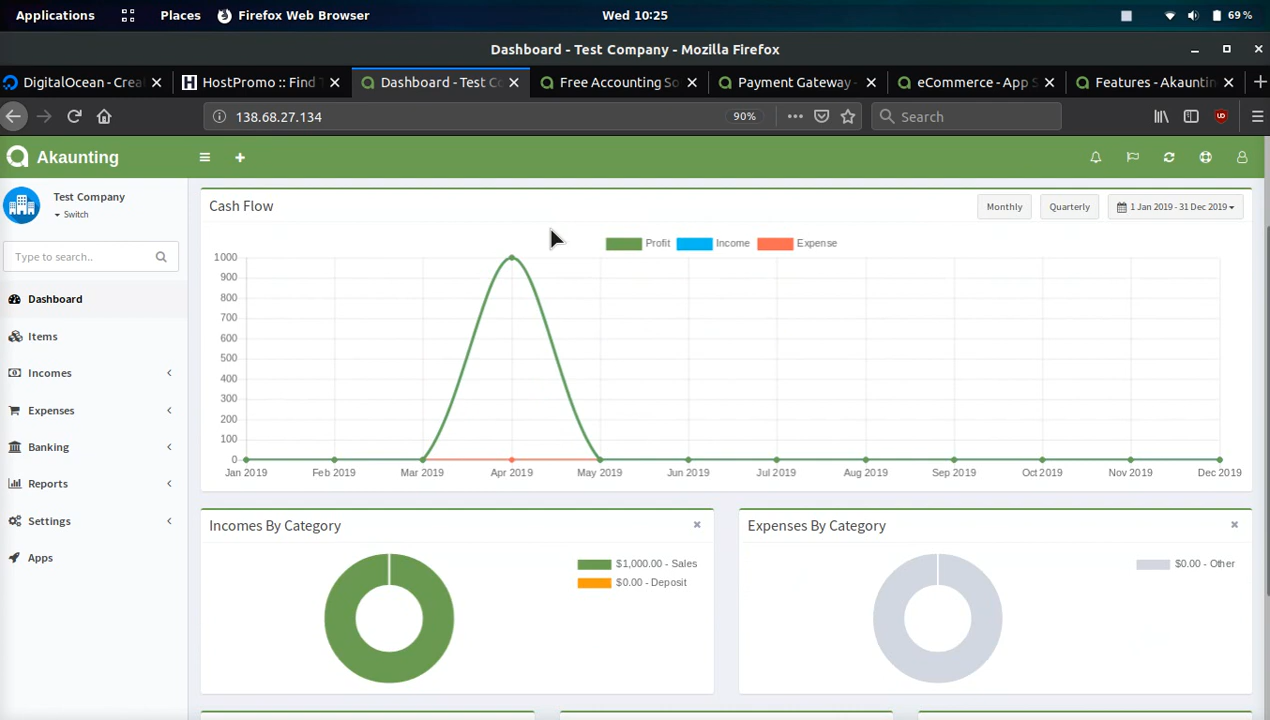 Applications Places Firefox Web Browser Wed 10:25 69 %
Dashboard - Test Company - Mozilla Firefox
DigitalOcean - Crea HostPromo :: Find Dashboard - Test Co Free Accounting So Payment Gateway - eCommerce - App S Features - Akauntin
138.68.27.134 90% Search
Akaunting
Test Company
Switch
Type to search..
Dashboard
Items
Incomes
Expenses
Banking
Reports
Settings
Apps
Cash Flow Monthly Quarterly 1 Jan 2019 - 31 Dec 2019
Profit Income Expense
1000
900
800
700
600
500
400
300
200
100
0
Jan 2019 Feb 2019 Mar 2019 Apr 2019 May 2019 Jun 2019 Jul 2019 Aug 2019 Sep 2019 Oct 2019 Nov 2019 Dec 2019
Incomes By Category
$1,000.00 - Sales
$0.00 - Deposit
Expenses By Category
$0.00 - Other